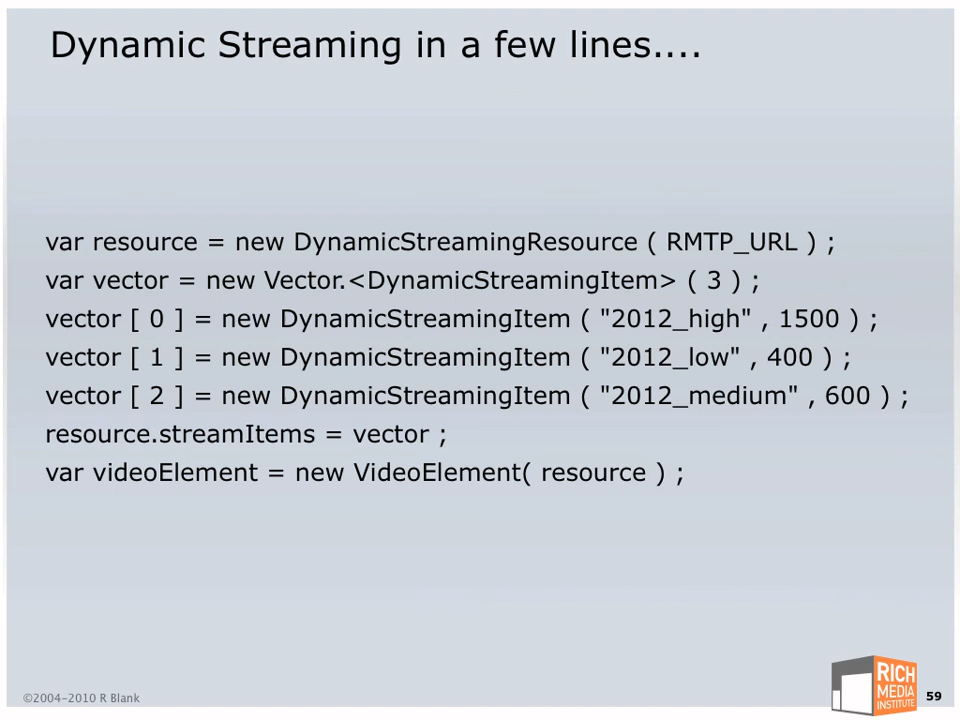 Dynamic Streaming in a few lines....
var resource = new DynamicStreamingResource ( RMTP_URL ) ;
var vector = new Vector.<DynamicStreamingItem> ( 3 ) ;
vector [ 0 ] = new DynamicStreamingItem ( "2012_high" , 1500 ) ;
vector [ 1 ] = new DynamicStreamingItem ( "2012_low" , 400 ) ;
vector [ 2 ] = new DynamicStreamingItem ( "2012_medium" , 600 ) ;
resource.streamItems = vector ;
var videoElement = new VideoElement( resource ) ;
©2004-2010 R Blank
RICH
MEDIA
INSTITUTE
59